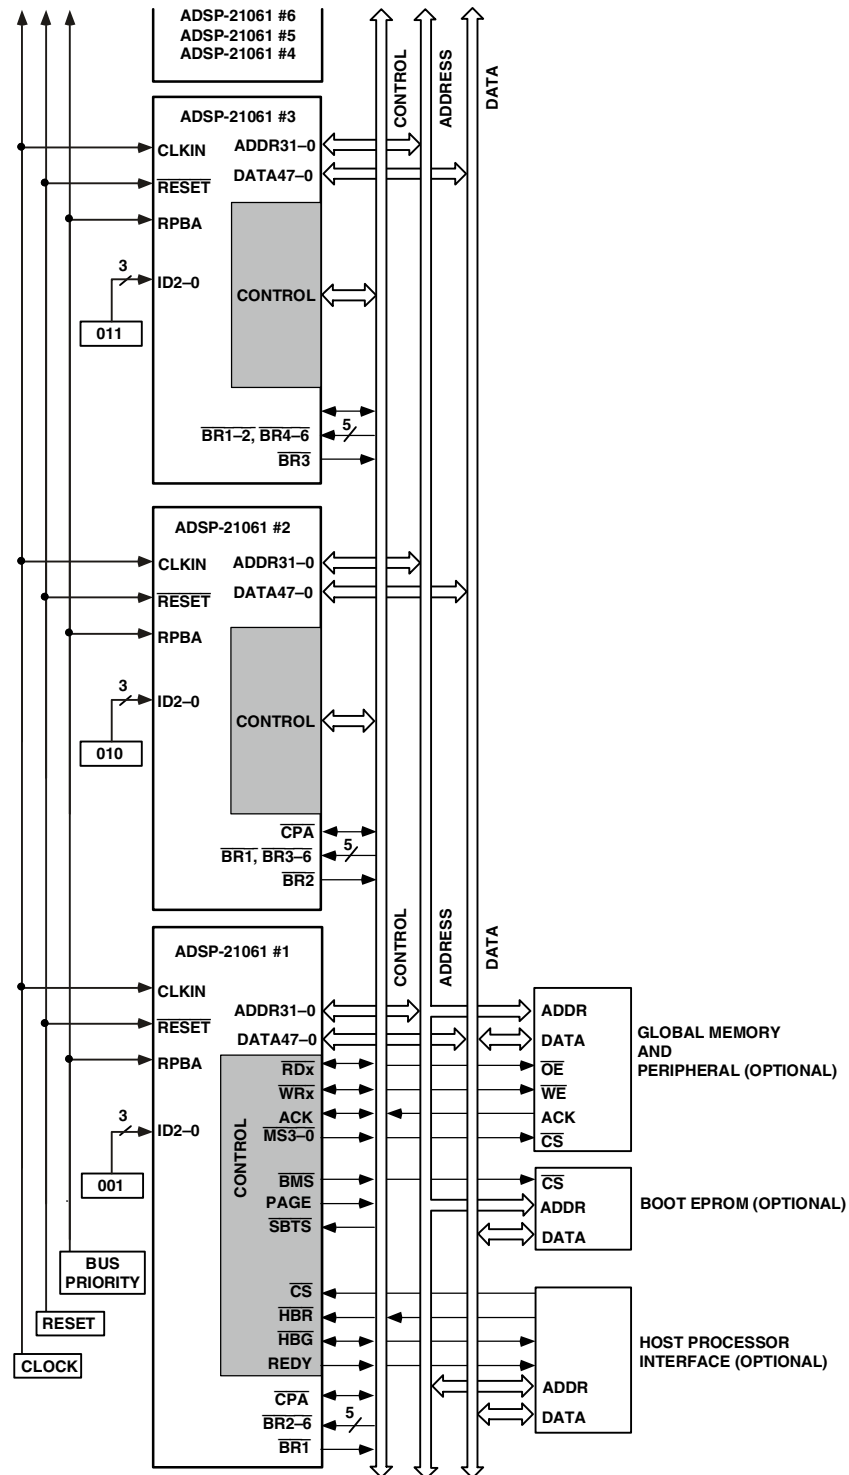 ADSP-21061 #6
ADSP-21061 #5
ADSP-21061 #4
CONTROL
ADDRESS
DATA
ADSP-21061 #3
CLKIN
ADDR31–0
RESET
DATA47–0
RPBA
3
ID2–0
CONTROL
011
BR1–2, BR4–6
5
BR3
ADSP-21061 #2
CLKIN
ADDR31–0
RESET
DATA47–0
RPBA
3
ID2–0
CONTROL
010
CPA
BR1, BR3–6
5
BR2
CONTROL
ADDRESS
DATA
ADSP-21061 #1
CLKIN
ADDR31–0
RESET
DATA47–0
RPBA
3
ID2–0
001
CONTROL
RDx
WRx
ACK
MS3–0
BMS
PAGE
SBTS
CS
HBR
HBG
REDY
CPA
BR2–6
5
BR1
ADDR
DATA
OE
WE
ACK
CS
GLOBAL MEMORY
AND
PERIPHERAL (OPTIONAL)
CS
ADDR
DATA
BOOT EPROM (OPTIONAL)
HOST PROCESSOR
INTERFACE (OPTIONAL)
ADDR
DATA
BUS
PRIORITY
RESET
CLOCK